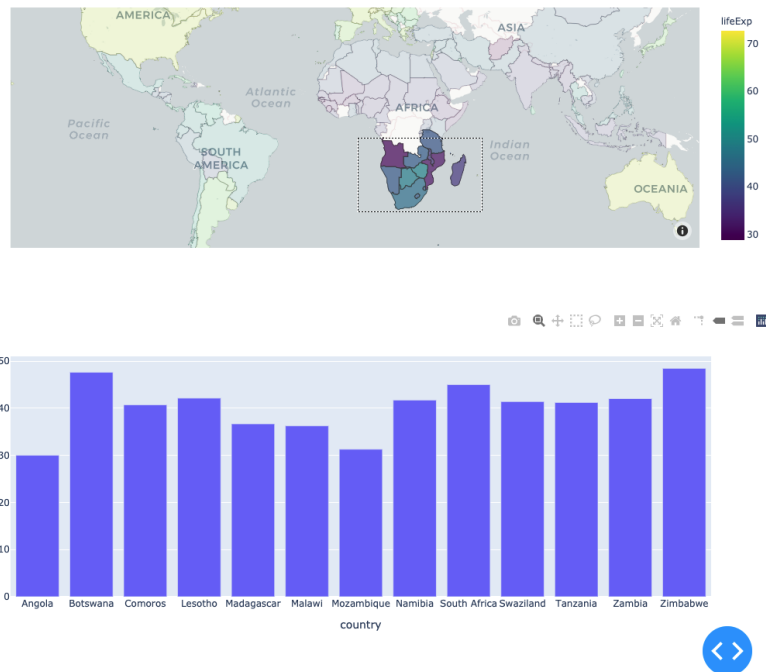 lifeExp
AMERICA
ASIA
70
Atlantic
Ocean
60
AFRICA
Pacific
Ocean
50
SOUTH
AMERICA
Indian
Ocean
40
OCEANIA
30
50
40
30
20
10
0
Angola Botswana Comoros Lesotho Madagascar Malawi Mozambique Namibia South Africa Swaziland Tanzania Zambia Zimbabwe
country